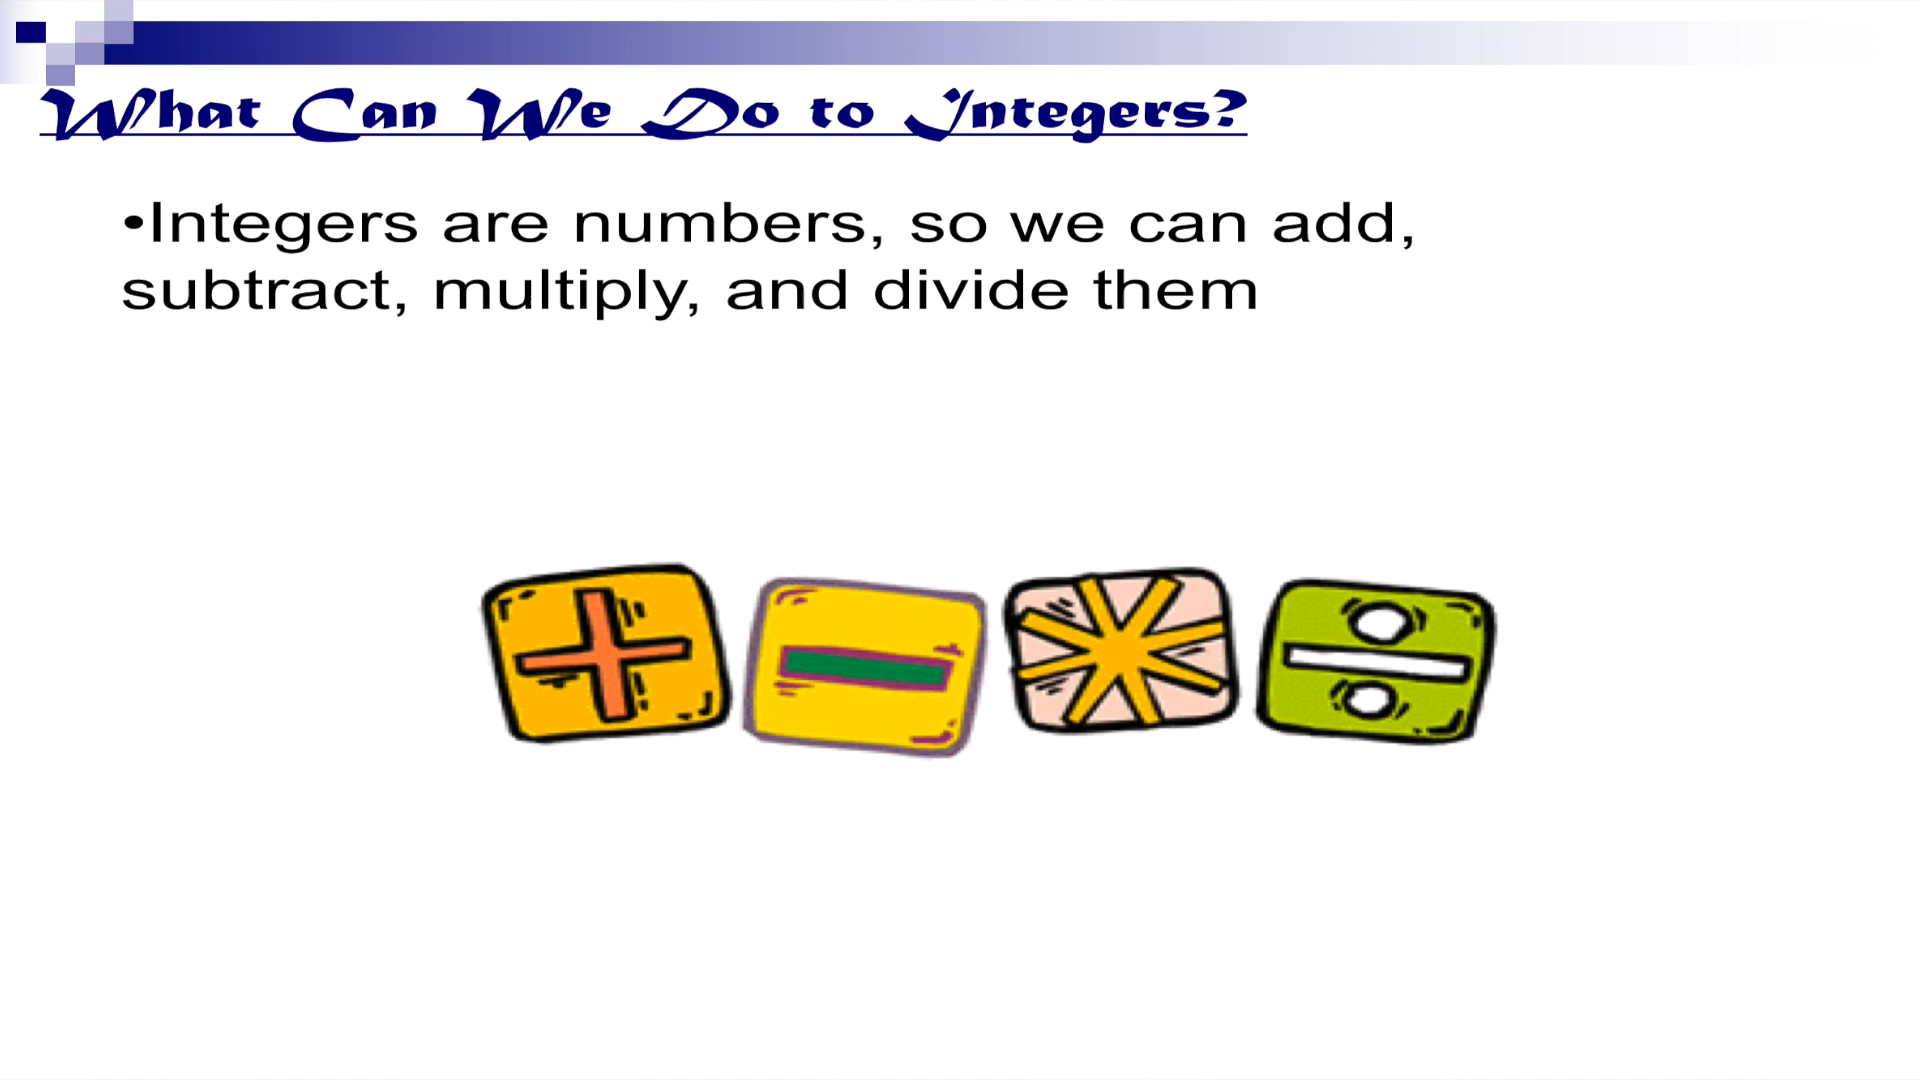 What Can We Do to Integers?
•Integers are numbers, so we can add,
subtract, multiply, and divide them